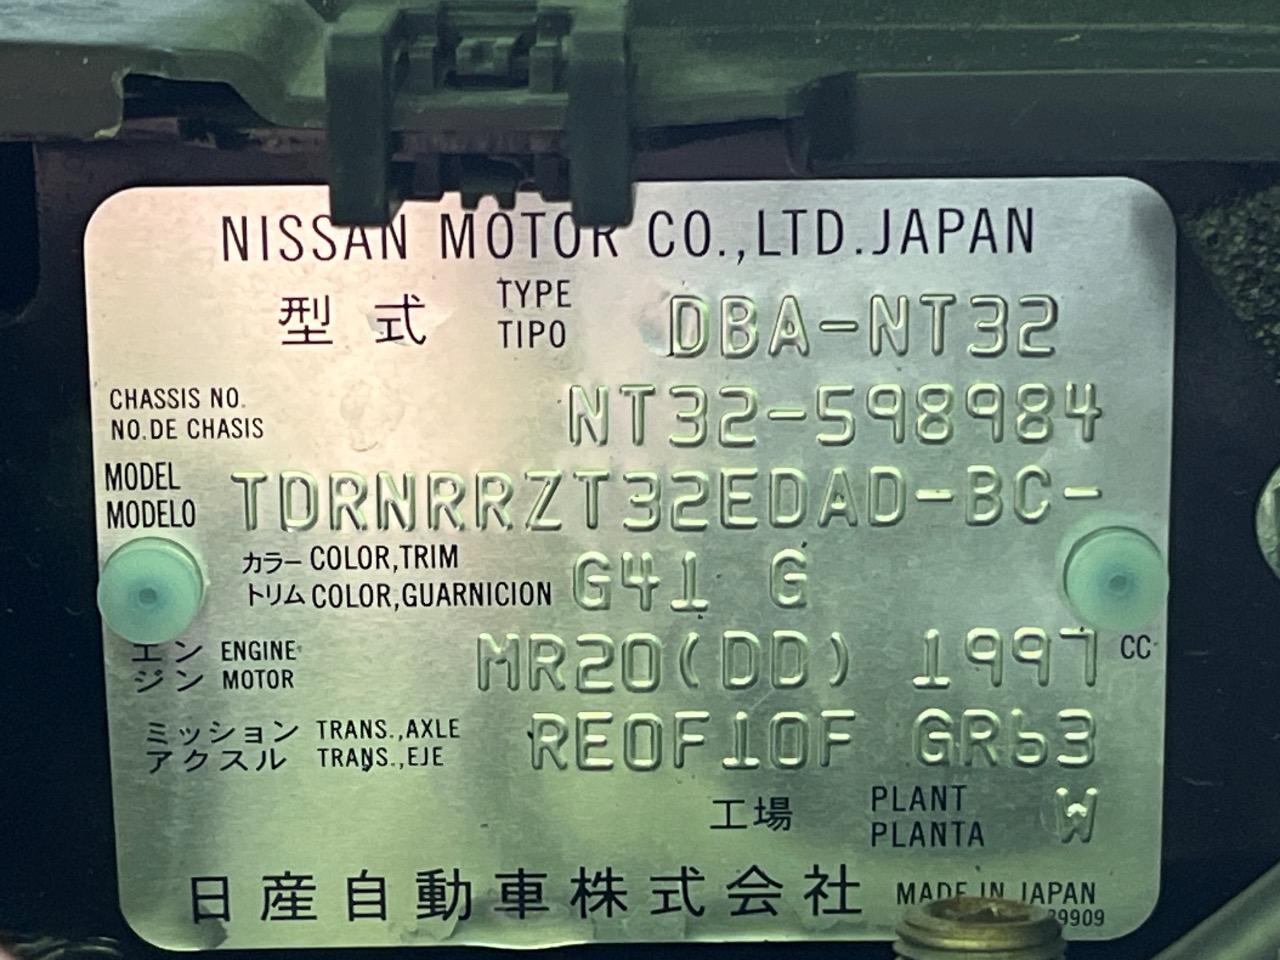 NISSAN MOTOR CO.,LTD.JAPAN
型式 TYPE TIPO DBA-NT32
CHASSIS NO. NO.DE CHASIS NT32-598984
MODEL MODELO TDRNRRZT32EDAD-BC-
カラー COLOR,TRIM
トリム COLOR,GUARNICION G41 G
エンジン ENGINE MOTOR MR20(DD) 1997 CC
ミッション TRANS.,AXLE
アクスル TRANS.,EJE RE0F10F GR63
工場 PLANT PLANTA W
日産自動車株式会社 MADE IN JAPAN